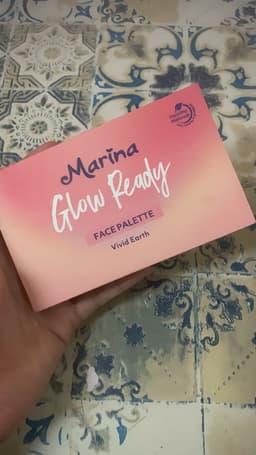 Marina
Glow Ready
FACE PALETTE
Vivid Earth